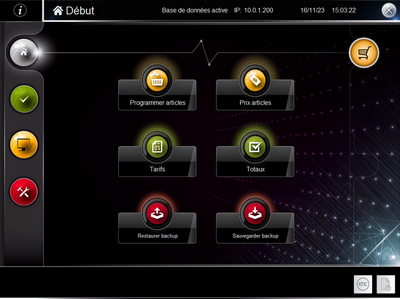 Début
Base de données active IP: 10.0.1.200 16/11/23 15:03:22
Programmer articles
Prix articles
Tarifs
Totaux
Restaurer backup
Sauvegarder backup